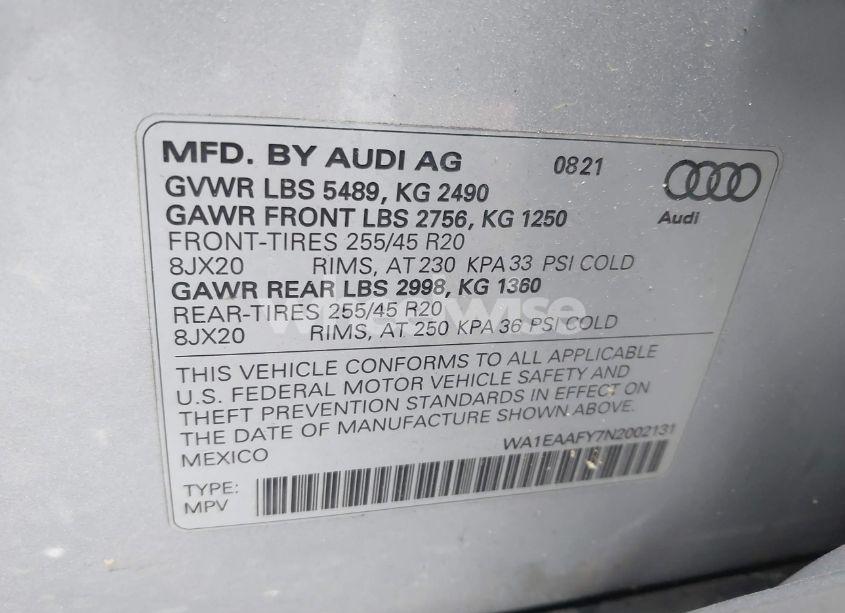 MFD. BY AUDI AG 0821
GVWR LBS 5489, KG 2490
GAWR FRONT LBS 2756, KG 1250
Audi
FRONT-TIRES 255/45 R20
8JX20 RIMS, AT 230 KPA 33 PSI COLD
GAWR REAR LBS 2998, KG 1360
REAR-TIRES 255/45 R20
8JX20 RIMS, AT 250 KPA 36 PSI COLD
THIS VEHICLE CONFORMS TO ALL APPLICABLE
U.S. FEDERAL MOTOR VEHICLE SAFETY AND
THEFT PREVENTION STANDARDS IN EFFECT ON
THE DATE OF MANUFACTURE SHOWN ABOVE.
MEXICO WA1EAAFY7N2002131
TYPE:
MPV